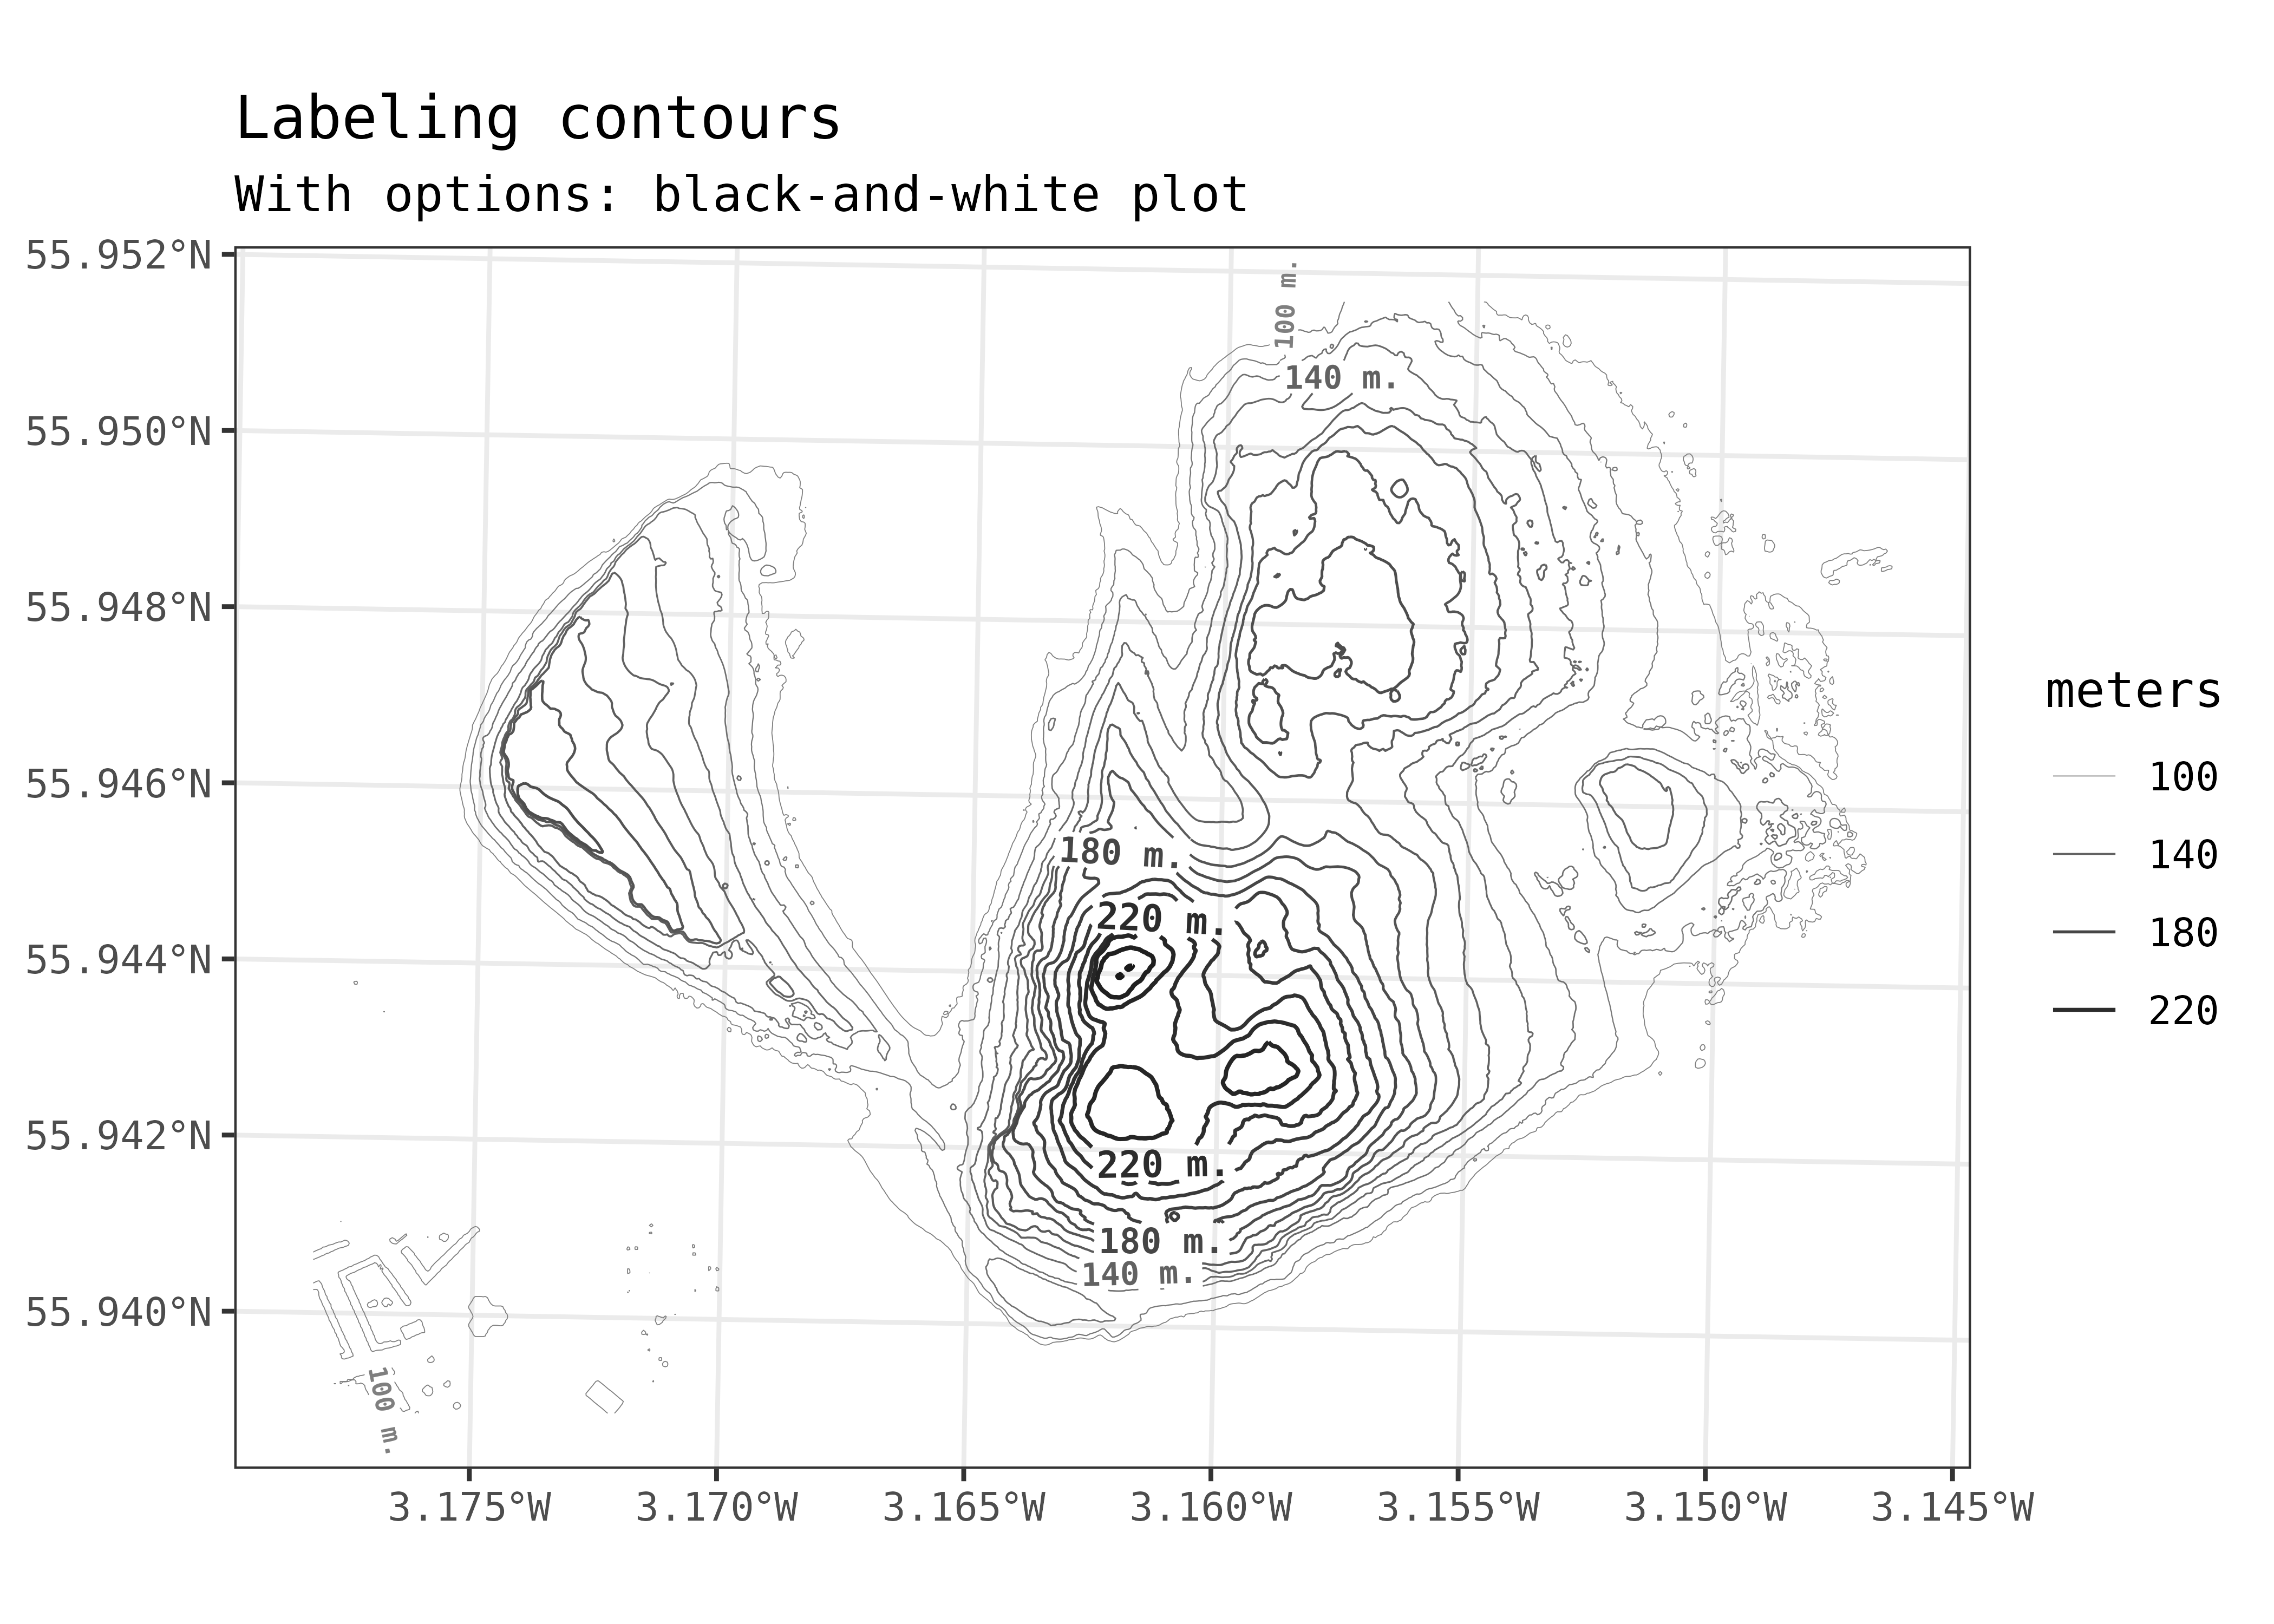 Labeling contours
With options: black-and-white plot
55.952°N
55.950°N
55.948°N
55.946°N
55.944°N
55.942°N
55.940°N
100 m.
140 m.
180 m.
220 m.
220 m.
180 m.
140 m.
100 m.
3.175°W
3.170°W
3.165°W
3.160°W
3.155°W
3.150°W
3.145°W
meters
100
140
180
220